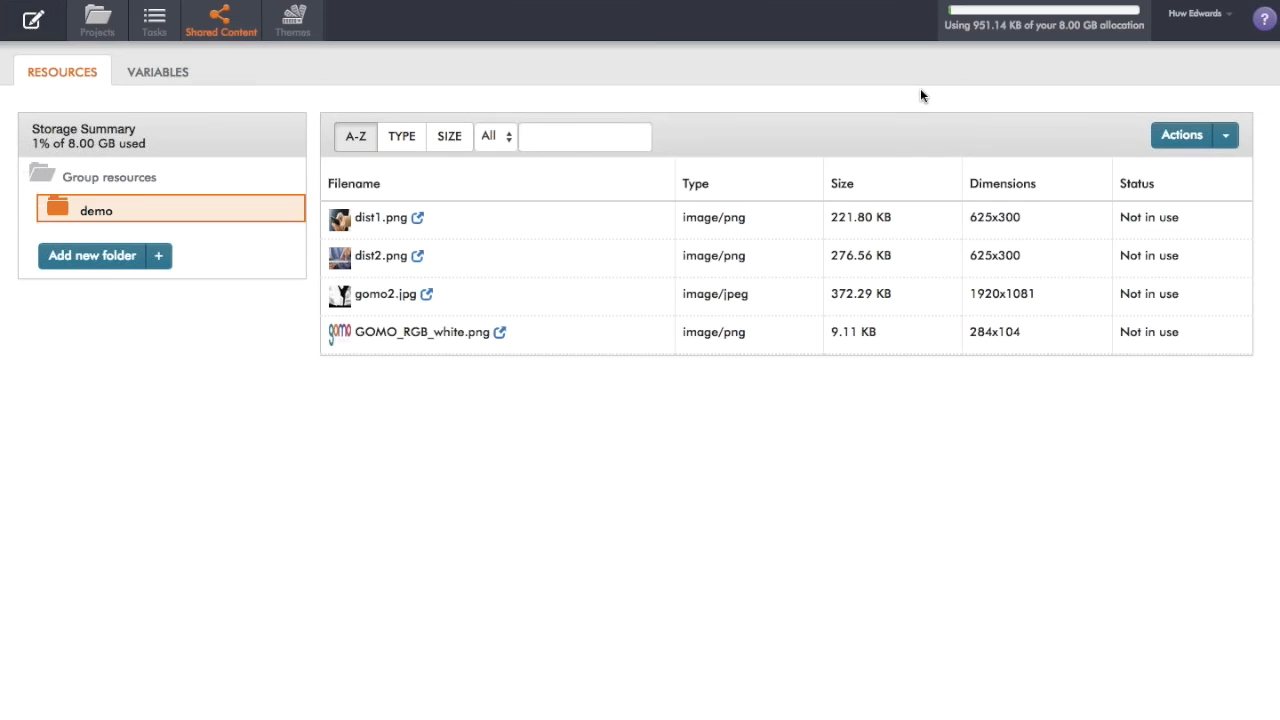 Projects
Tasks
Shared Content
Themes
Using 951.14 KB of your 8.00 GB allocation
Huw Edwards
?
RESOURCES
VARIABLES
Storage Summary
1% of 8.00 GB used
Group resources
demo
Add new folder +
A-Z
TYPE
SIZE
All
Actions
Filename Type Size Dimensions Status
dist1.png image/png 221.80 KB 625x300 Not in use
dist2.png image/png 276.56 KB 625x300 Not in use
gomo2.jpg image/jpeg 372.29 KB 1920x1081 Not in use
gomo GOMO_RGB_white.png image/png 9.11 KB 284x104 Not in use